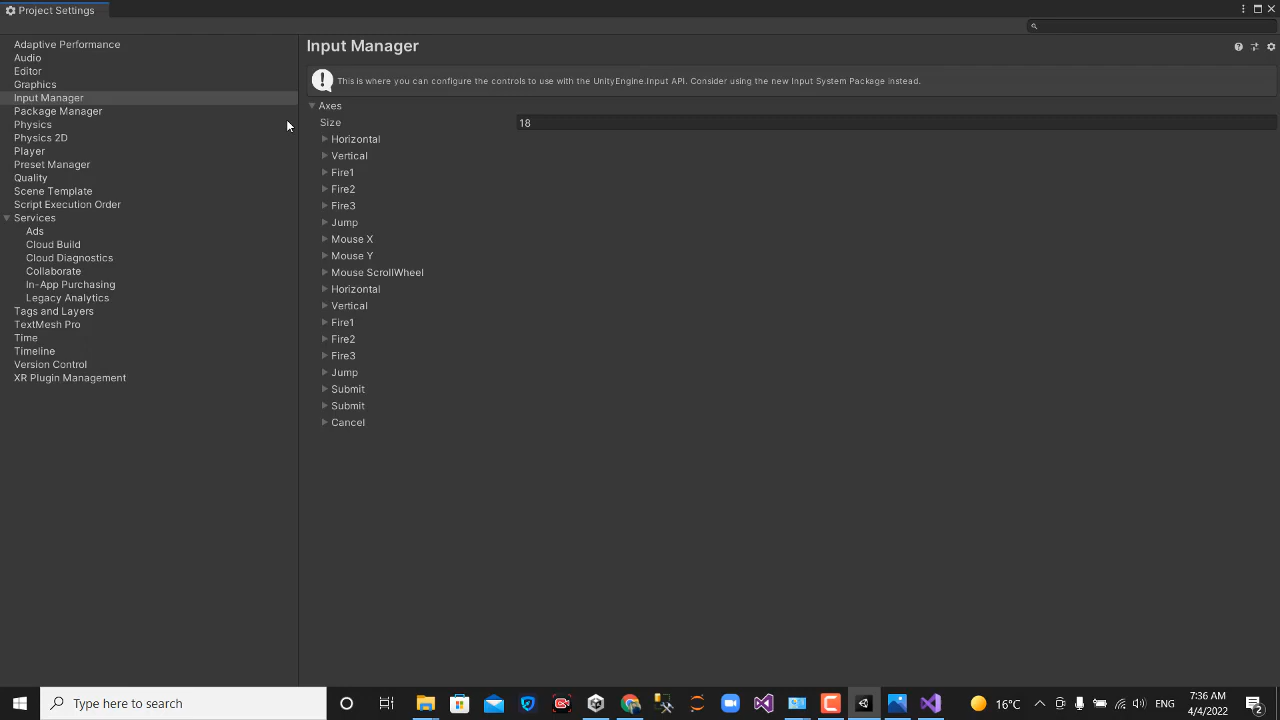 Project Settings
Adaptive Performance
Audio
Editor
Graphics
Input Manager
Package Manager
Physics
Physics 2D
Player
Preset Manager
Quality
Scene Template
Script Execution Order
Services
Ads
Cloud Build
Cloud Diagnostics
Collaborate
In-App Purchasing
Legacy Analytics
Tags and Layers
TextMesh Pro
Time
Timeline
Version Control
XR Plugin Management
Input Manager
This is where you can configure the controls to use with the UnityEngine.Input API. Consider using the new Input System Package instead.
Axes
Size 18
Horizontal
Vertical
Fire1
Fire2
Fire3
Jump
Mouse X
Mouse Y
Mouse ScrollWheel
Horizontal
Vertical
Fire1
Fire2
Fire3
Jump
Submit
Submit
Cancel
Type here to search
16°C
ENG
7:36 AM
4/4/2022
2